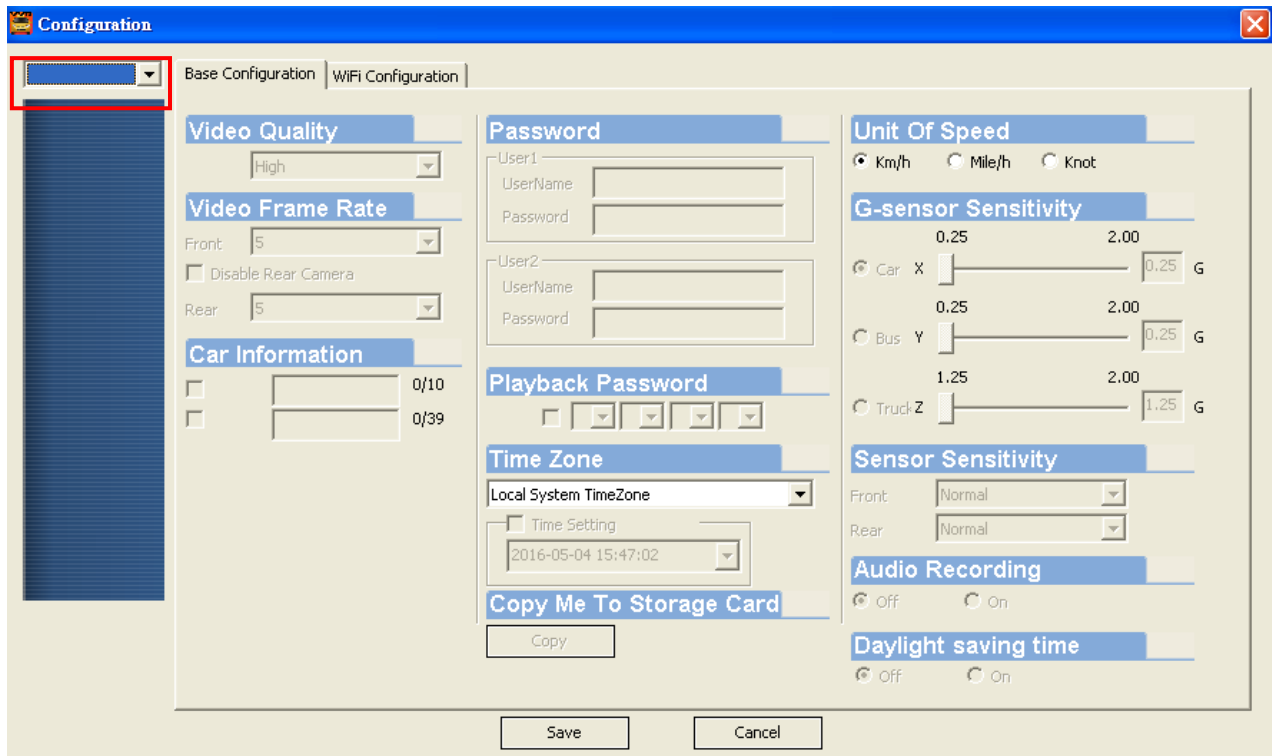 Configuration
Base Configuration
WiFi Configuration
Video Quality
High
Video Frame Rate
Front
5
Disable Rear Camera
Rear
5
Car Information
0/10
0/39
Password
User1
UserName
Password
User2
UserName
Password
Playback Password
Time Zone
Local System TimeZone
Time Setting
2016-05-04 15:47:02
Copy Me To Storage Card
Copy
Unit Of Speed
Km/h Mile/h Knot
G-sensor Sensitivity
0.25 2.00
Car X 0.25 G
0.25 2.00
Bus Y 0.25 G
1.25 2.00
Truck Z 1.25 G
Sensor Sensitivity
Front Normal
Rear Normal
Audio Recording
Off On
Daylight saving time
Off On
Save
Cancel